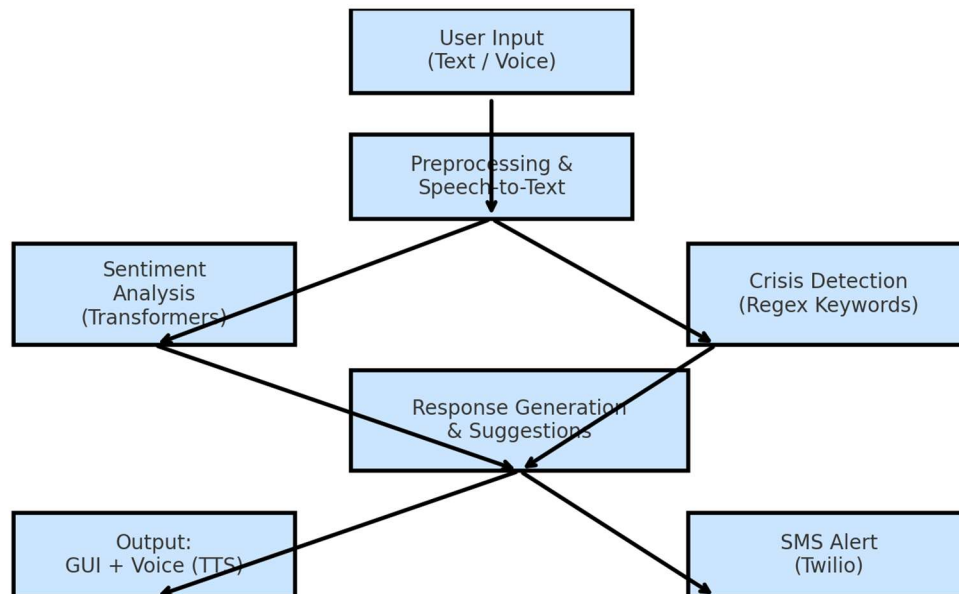 User Input
(Text / Voice)
Preprocessing &
Speech-to-Text
Sentiment
Analysis
(Transformers)
Crisis Detection
(Regex Keywords)
Response Generation
& Suggestions
Output:
GUI + Voice (TTS)
SMS Alert
(Twilio)